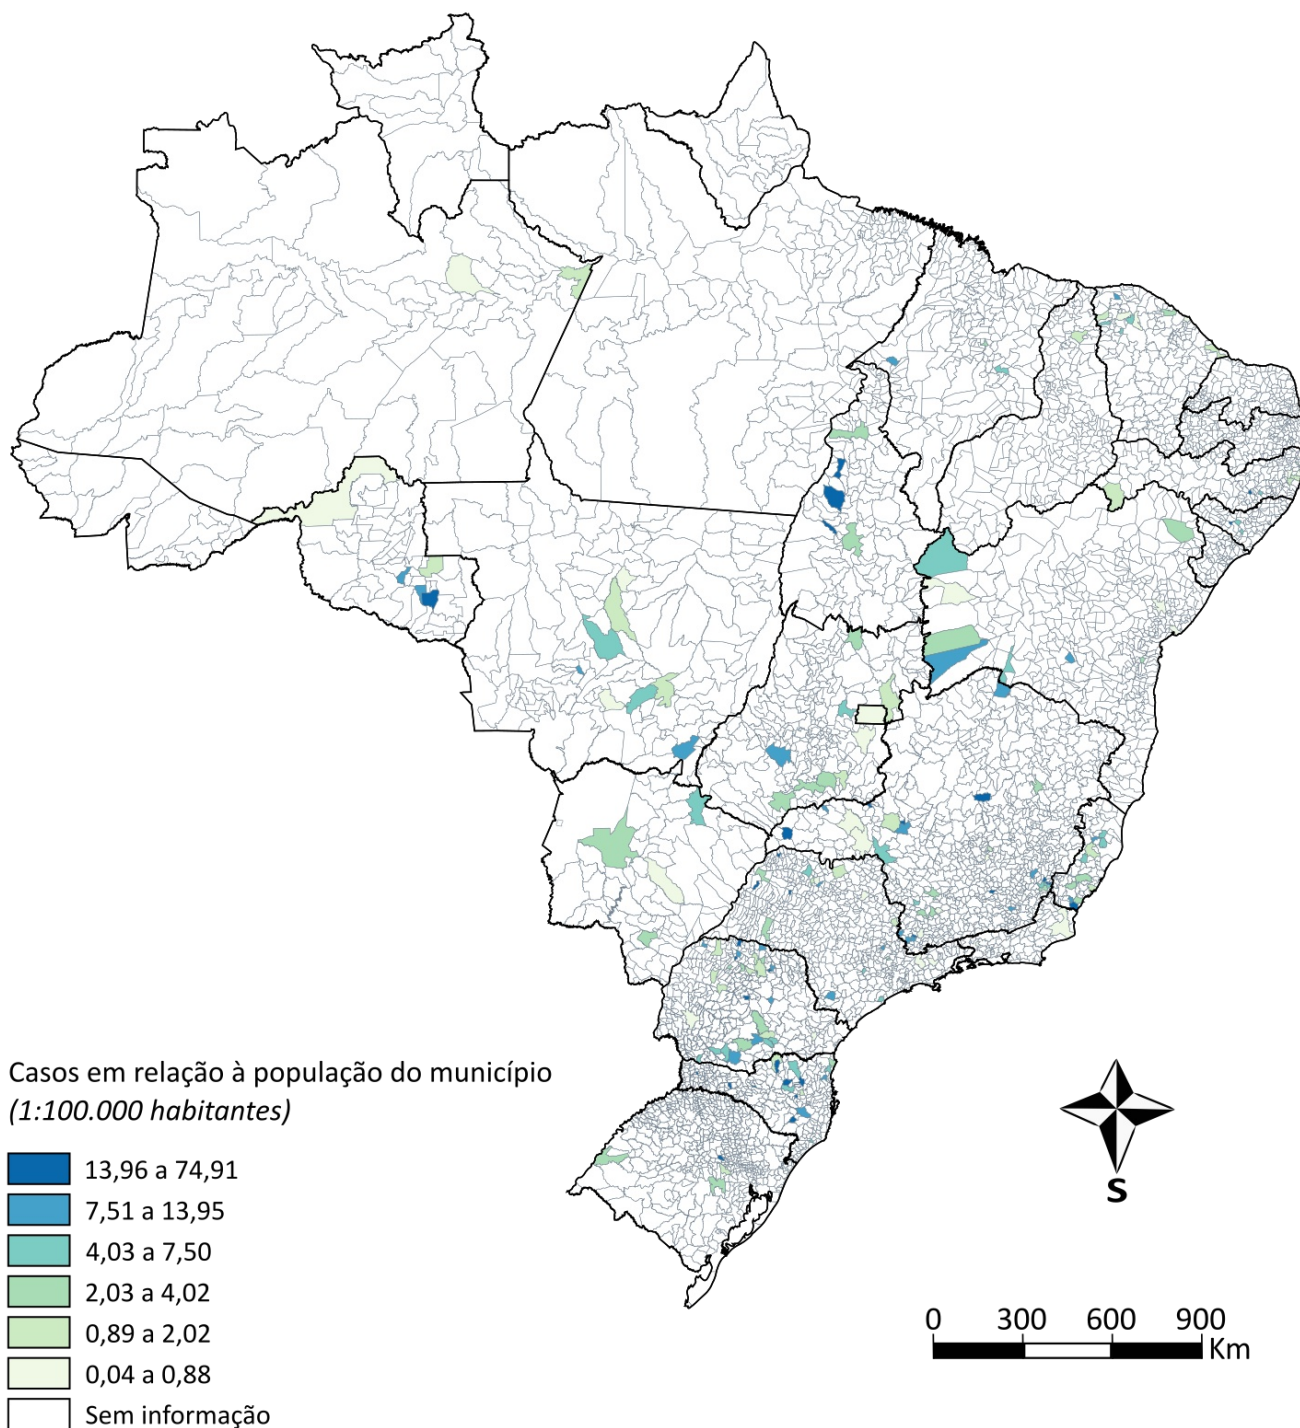 Casos em relação à população do município
(1:100.000 habitantes)
13,96 a 74,91
7,51 a 13,95
4,03 a 7,50
2,03 a 4,02
0,89 a 2,02
0,04 a 0,88
Sem informação
S
0 300 600 900
Km